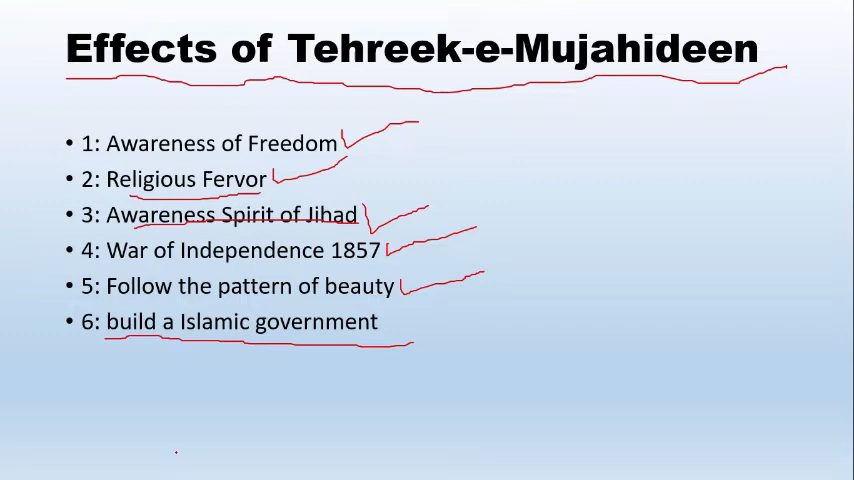 Effects of Tehreek-e-Mujahideen
• 1: Awareness of Freedom
• 2: Religious Fervor
• 3: Awareness Spirit of Jihad
• 4: War of Independence 1857
• 5: Follow the pattern of beauty
• 6: build a Islamic government